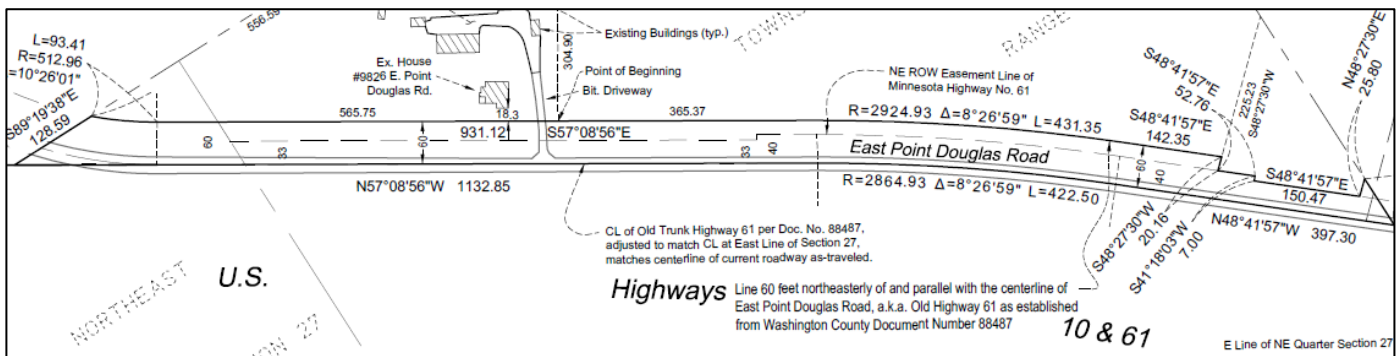 556.59
L=93.41
R=512.96
=10°26'01"
S89°19'38"E
128.59
Ex. House
#9826 E. Point
Douglas Rd.
565.75
18.3
931.12
60
33
60
304.90
Existing Buildings (typ.)
Point of Beginning
Bit. Driveway
365.37
S57°08'56"E
N57°08'56"W 1132.85
TOWNS
RANGE
NE ROW Easement Line of
Minnesota Highway No. 61
R=2924.93 Δ=8°26'59" L=431.35
33
40
East Point Douglas Road
R=2864.93 Δ=8°26'59" L=422.50
S48°41'57"E
52.76
S48°41'57"E
142.35
60
40
225.23
S48°27'30"W
N48°27'30"E
25.80
S48°41'57"E
150.47
S48°27'30"W
20.16
S41°18'03"W
7.00
N48°41'57"W 397.30
CL of Old Trunk Highway 61 per Doc. No. 88487,
adjusted to match CL at East Line of Section 27,
matches centerline of current roadway as-traveled.
U.S.
Highways
Line 60 feet northeasterly of and parallel with the centerline of
East Point Douglas Road, a.k.a. Old Highway 61 as established
from Washington County Document Number 88487
10 & 61
NORTHEAST
ON 27
E Line of NE Quarter Section 27